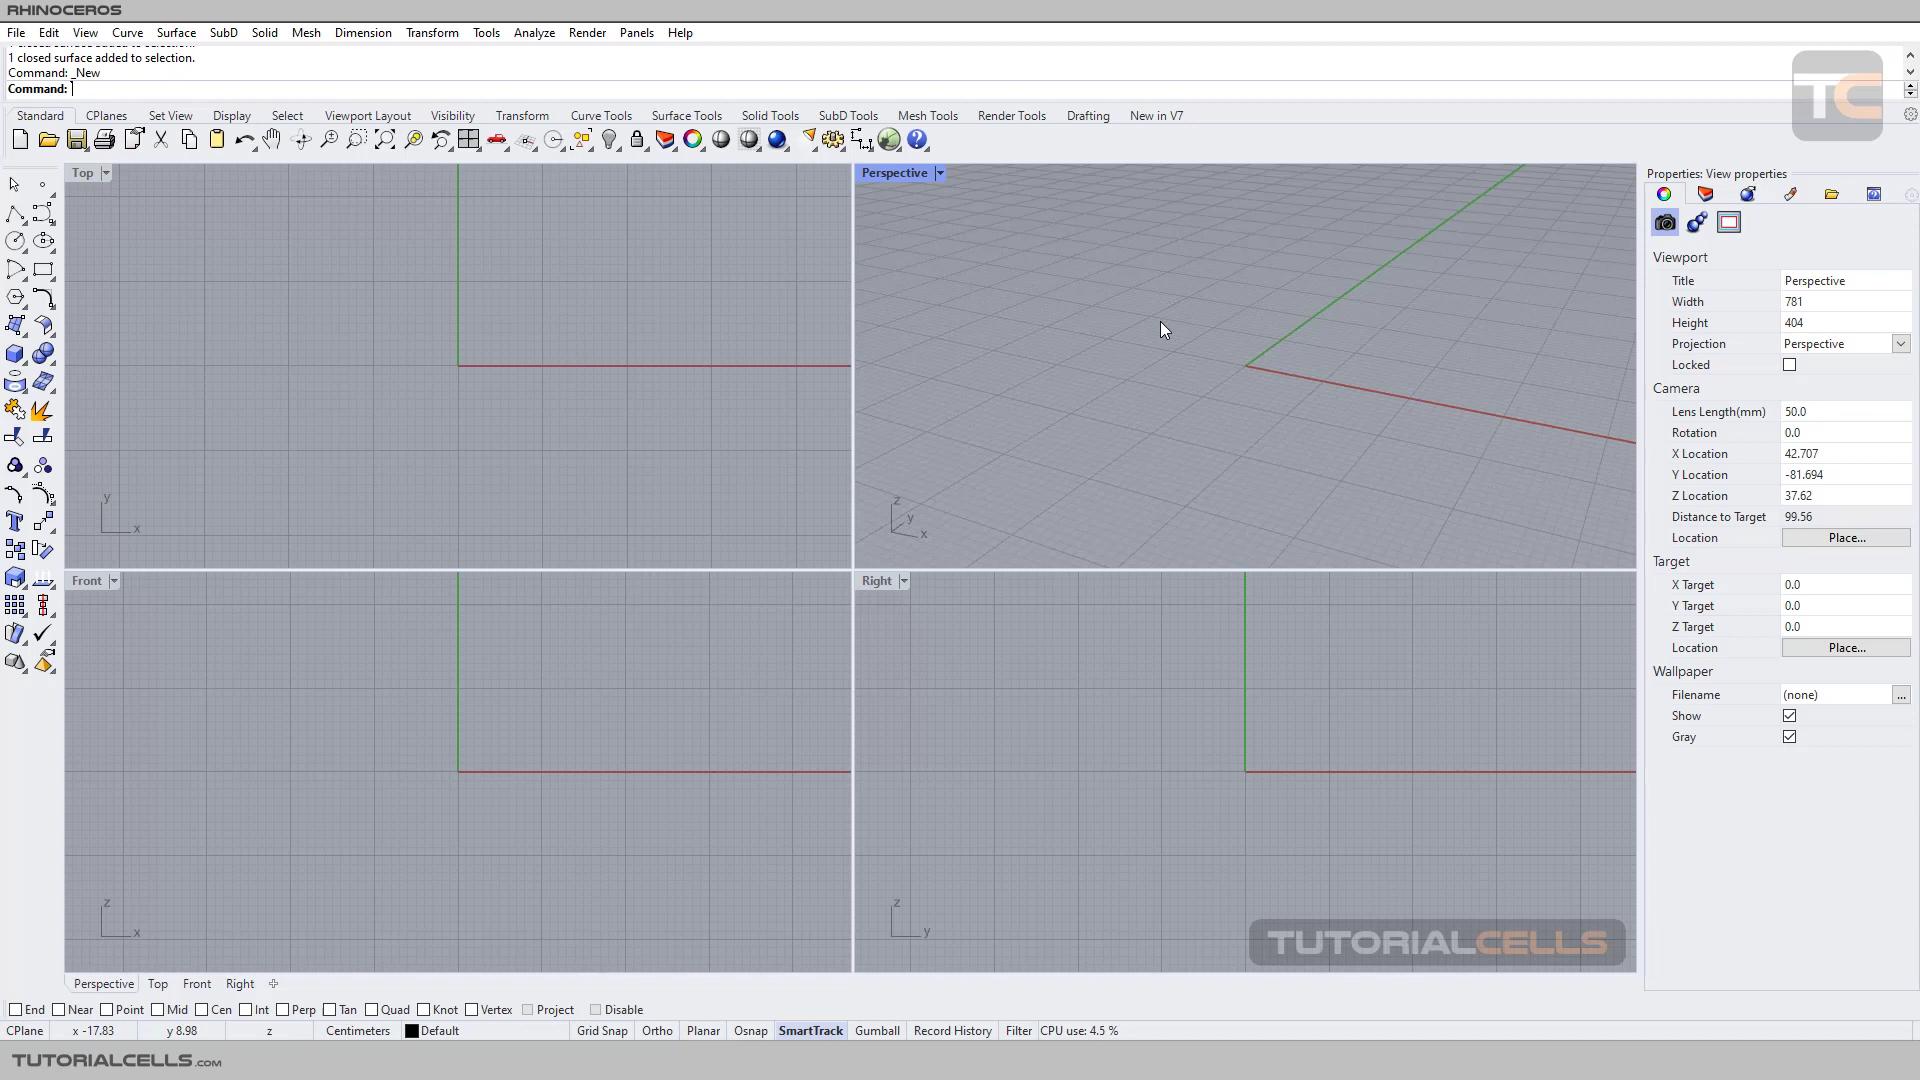 RHINOCEROS
File Edit View Curve Surface SubD Solid Mesh Dimension Transform Tools Analyze Render Panels Help
1 closed surface added to selection.
Command: _New
Command:
TC
Standard CPlanes Set View Display Select Viewport Layout Visibility Transform Curve Tools Surface Tools Solid Tools SubD Tools Mesh Tools Render Tools Drafting New in V7
Top
Perspective
Properties: View properties
Viewport
Title Perspective
Width 781
Height 404
Projection Perspective
Locked
Camera
Lens Length(mm) 50.0
Rotation 0.0
X Location 42.707
Y Location -81.694
Z Location 37.62
Distance to Target 99.56
Location Place...
Target
X Target 0.0
Y Target 0.0
Z Target 0.0
Location Place...
Wallpaper
Filename (none) ...
Show
Gray
y
x
z
y
x
Front
Right
z
x
z
y
TUTORIALCELLS
Perspective Top Front Right
End Near Point Mid Cen Int Perp Tan Quad Knot Vertex Project Disable
CPlane x -17.83 y 8.98 z Centimeters Default Grid Snap Ortho Planar Osnap SmartTrack Gumball Record History Filter CPU use: 4.5 %
TUTORIALCELLS.COM